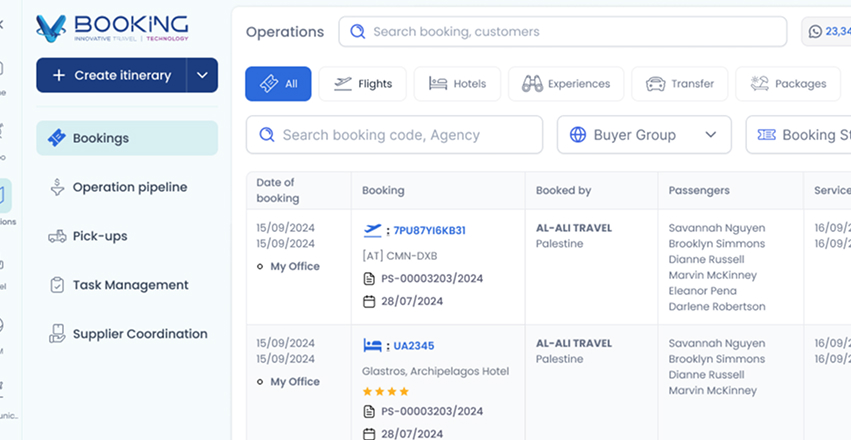 BOOKING
INNOVATIVE TRAVEL | TECHNOLOGY
Create itinerary
Bookings
Operation pipeline
Pick-ups
Task Management
Supplier Coordination
Operations
Search booking, customers
23,34
All
Flights
Hotels
Experiences
Transfer
Packages
Search booking code, Agency
Buyer Group
Booking St
Date of
booking
Booking
Booked by
Passengers
Service
15/09/2024
15/09/2024
My Office
: 7PU87YI6KB31
[AT] CMN-DXB
PS-00003203/2024
28/07/2024
AL-ALI TRAVEL
Palestine
Savannah Nguyen
Brooklyn Simmons
Dianne Russell
Marvin McKinney
Eleanor Pena
Darlene Robertson
16/09/2
16/09/2
15/09/2024
15/09/2024
My Office
: UA2345
Glastros, Archipelagos Hotel
PS-00003203/2024
28/07/2024
AL-ALI TRAVEL
Palestine
Savannah Nguyen
Brooklyn Simmons
Dianne Russell
Marvin McKinney
16/09/2
16/09/2